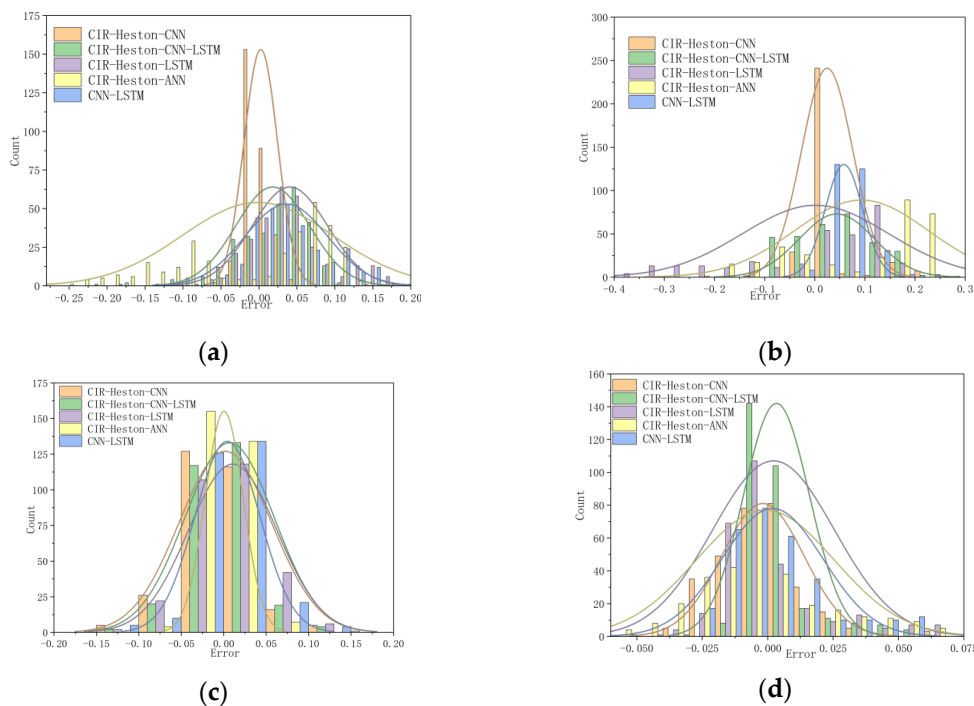 175
150
125
100
75
50
25
0
Count
CIR-Heston-CNN
CIR-Heston-CNN-LSTM
CIR-Heston-LSTM
CIR-Heston-ANN
CNN-LSTM
-0.25 -0.20 -0.15 -0.10 -0.05 0.00 0.05 0.10 0.15 0.20
Error
(a)
300
250
200
150
100
50
0
Count
CIR-Heston-CNN
CIR-Heston-CNN-LSTM
CIR-Heston-LSTM
CIR-Heston-ANN
CNN-LSTM
-0.4 -0.3 -0.2 -0.1 0.0 0.1 0.2 0.3
Error
(b)
175
150
125
100
75
50
25
0
Count
CIR-Heston-CNN
CIR-Heston-CNN-LSTM
CIR-Heston-LSTM
CIR-Heston-ANN
CNN-LSTM
-0.20 -0.15 -0.10 -0.05 0.00 0.05 0.10 0.15 0.20
Error
(c)
160
140
120
100
80
60
40
20
0
Count
CIR-Heston-CNN
CIR-Heston-CNN-LSTM
CIR-Heston-LSTM
CIR-Heston-ANN
CNN-LSTM
-0.050 -0.025 0.000 0.025 0.050 0.075
Error
(d)